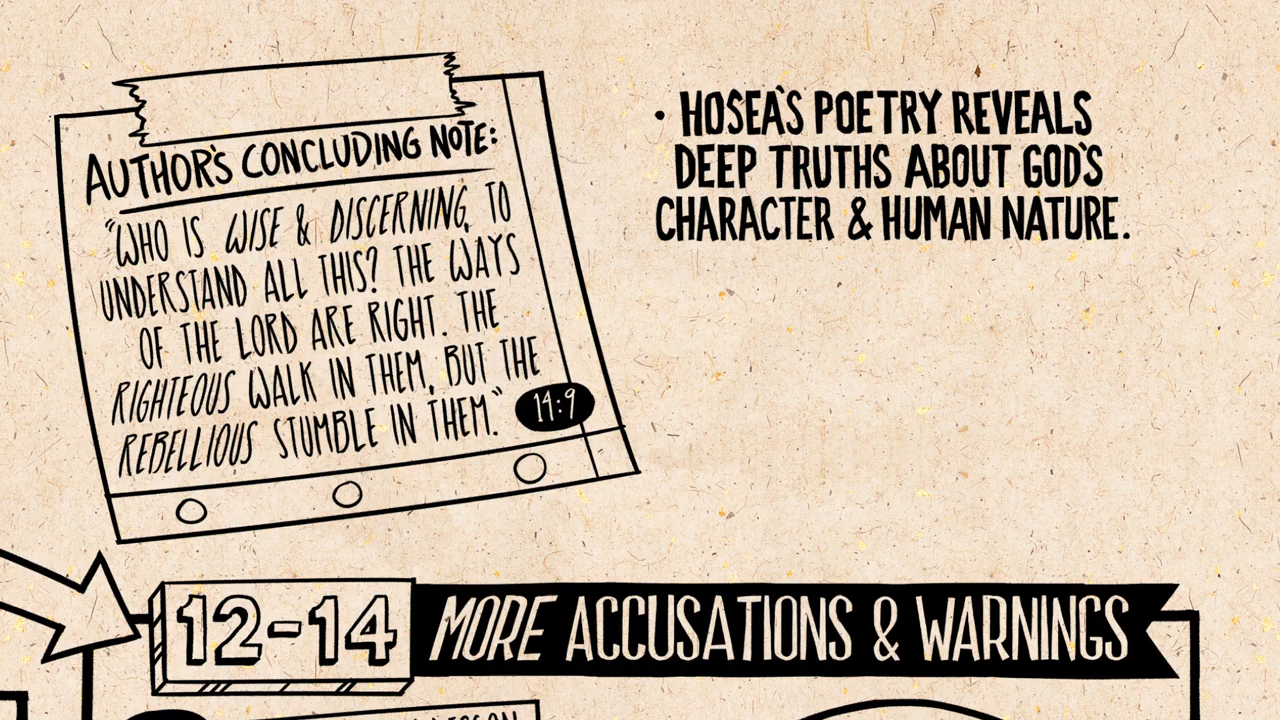 AUTHOR'S CONCLUDING NOTE:
"WHO IS WISE & DISCERNING, TO
UNDERSTAND ALL THIS? THE WAYS
OF THE LORD ARE RIGHT. THE
RIGHTEOUS WALK IN THEM, BUT THE
REBELLIOUS STUMBLE IN THEM."
14:9
• HOSEA'S POETRY REVEALS
DEEP TRUTHS ABOUT GOD'S
CHARACTER & HUMAN NATURE.
12-14
MORE ACCUSATIONS & WARNINGS